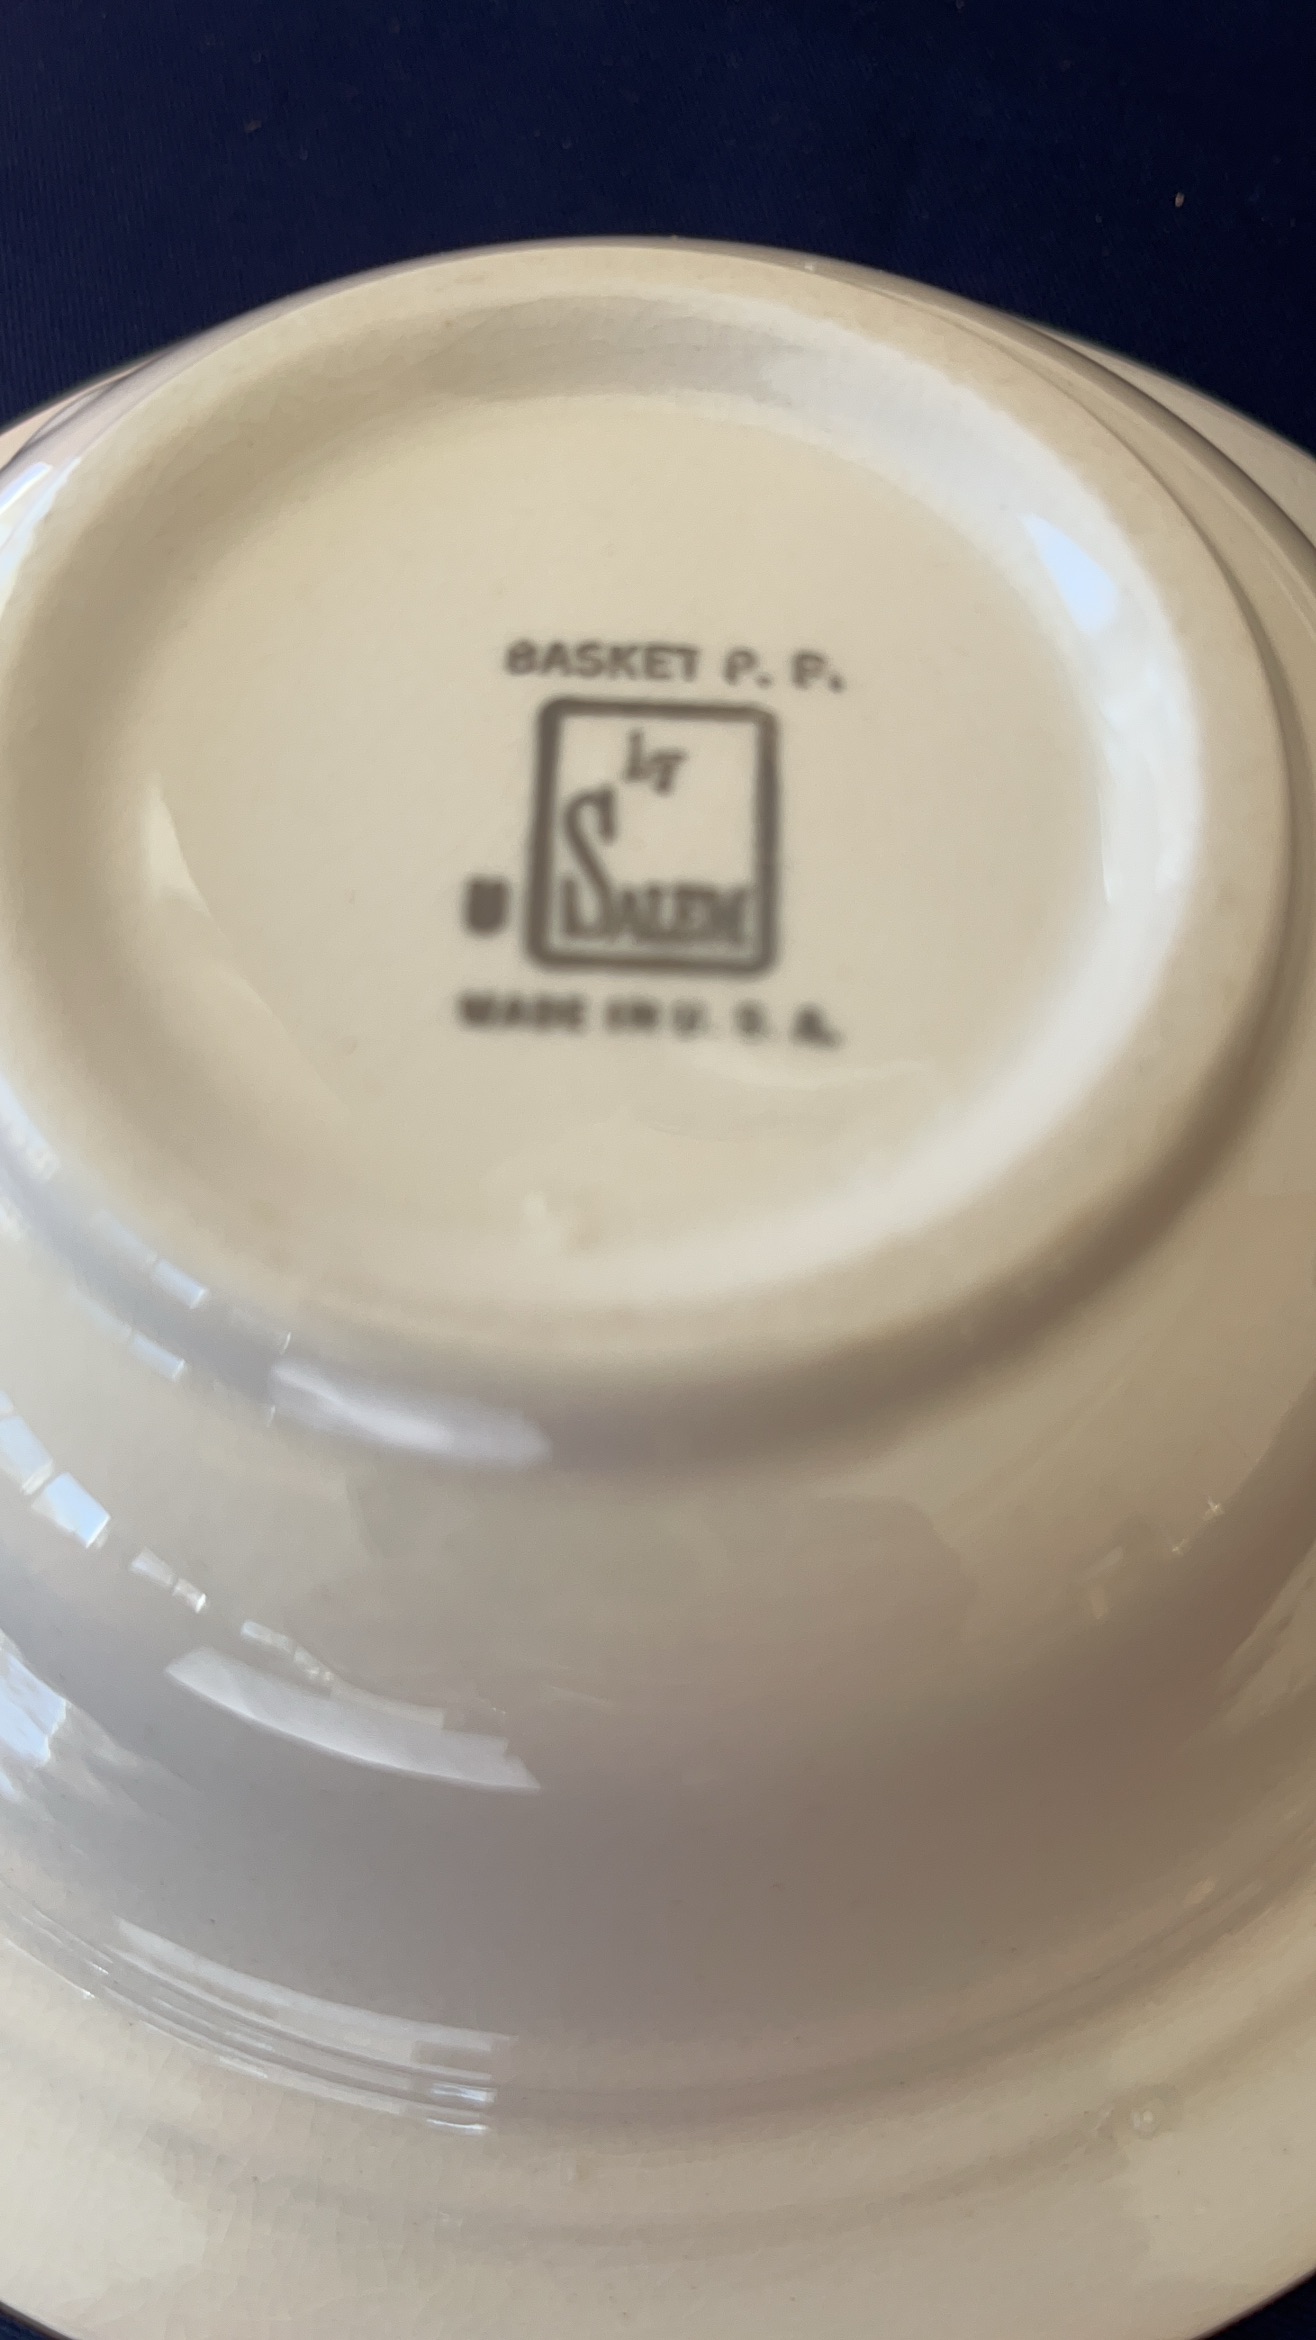 BASKET P. P.
by
SALEM
U
MADE IN U. S. A.